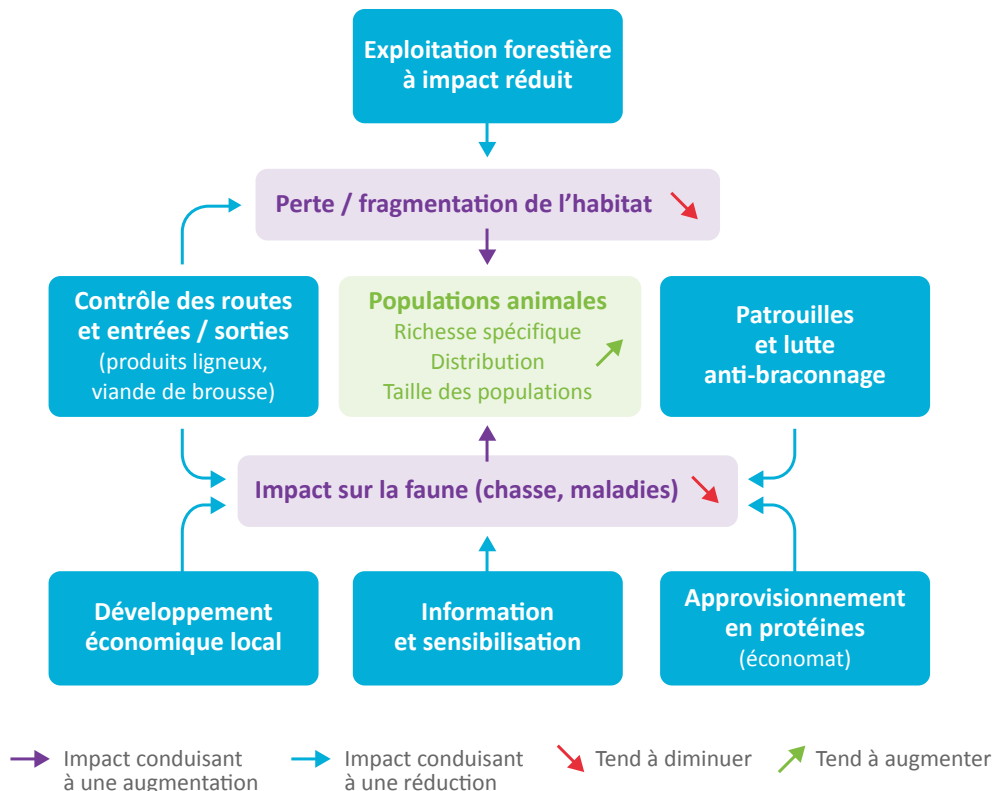 Exploitation forestière
à impact réduit
Perte / fragmentation de l’habitat
Contrôle des routes
et entrées / sorties
(produits ligneux,
viande de brousse)
Populations animales
Richesse spécifique
Distribution
Taille des populations
Patrouilles
et lutte
anti-braconnage
Impact sur la faune (chasse, maladies)
Développement
économique local
Information
et sensibilisation
Approvisionnement
en protéines
(économat)
Impact conduisant
à une augmentation
Impact conduisant
à une réduction
Tend à diminuer
Tend à augmenter